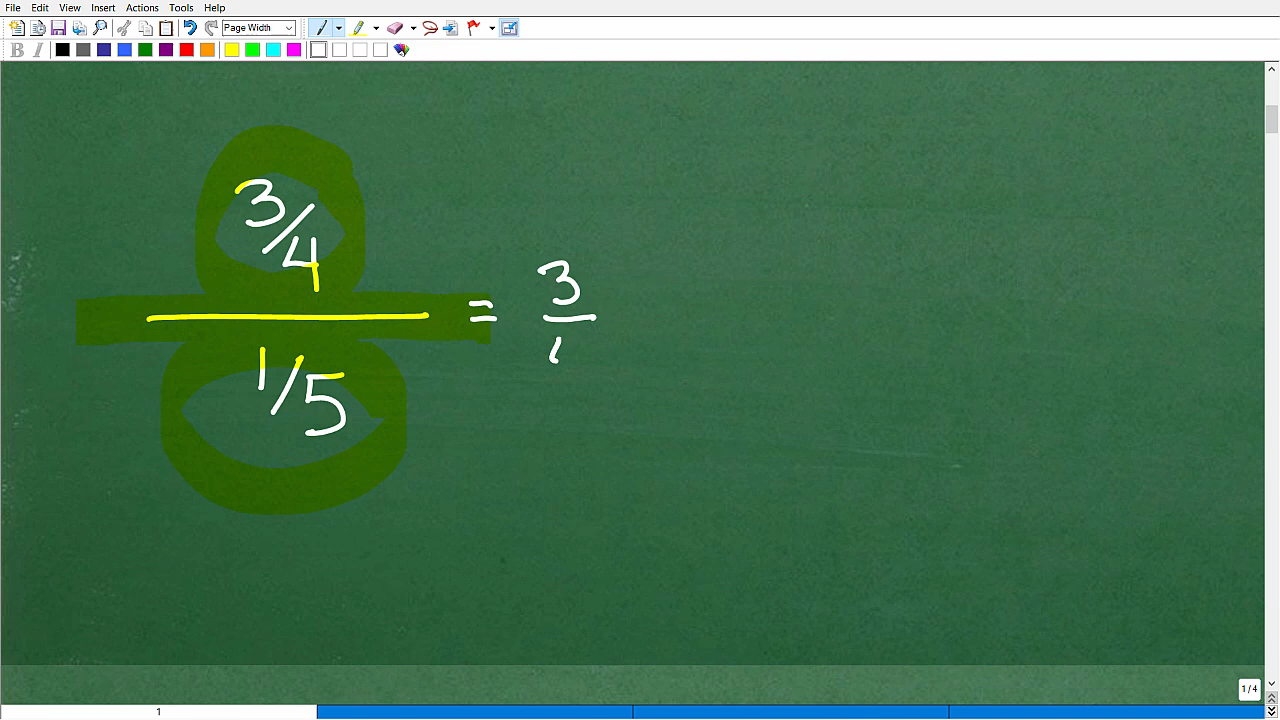 File Edit View Insert Actions Tools Help
Page Width
B I
3/4
= 3
1/5
1/4
1